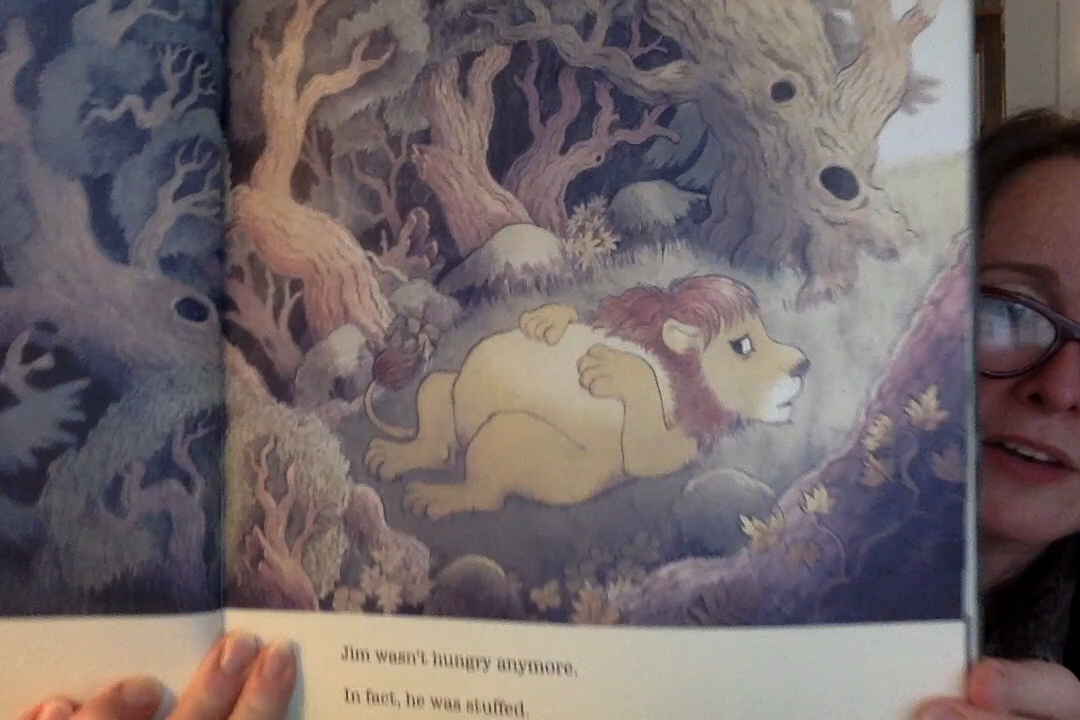 Jim wasn't hungry anymore.
In fact, he was stuffed.